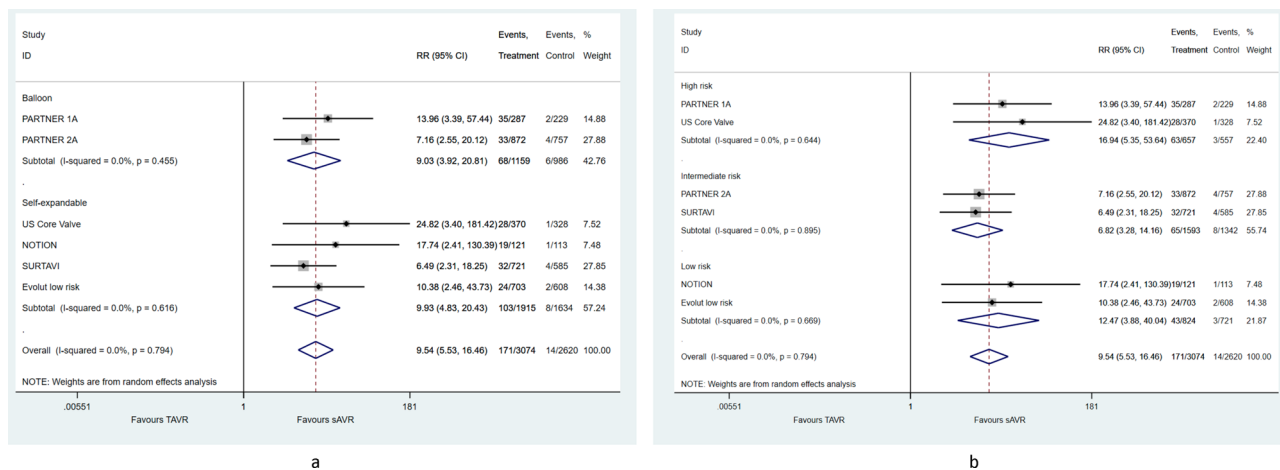 Study Events, Events, %
ID RR (95% CI) Treatment Control Weight
Balloon
PARTNER 1A 13.96 (3.39, 57.44) 35/287 2/229 14.88
PARTNER 2A 7.16 (2.55, 20.12) 33/872 4/757 27.88
Subtotal (I-squared = 0.0%, p = 0.455) 9.03 (3.92, 20.81) 68/1159 6/986 42.76
.
Self-expandable
US Core Valve 24.82 (3.40, 181.42) 28/370 1/328 7.52
NOTION 17.74 (2.41, 130.39) 19/121 1/113 7.48
SURTAVI 6.49 (2.31, 18.25) 32/721 4/585 27.85
Evolut low risk 10.38 (2.46, 43.73) 24/703 2/608 14.38
Subtotal (I-squared = 0.0%, p = 0.616) 9.93 (4.83, 20.43) 103/1915 8/1634 57.24
.
Overall (I-squared = 0.0%, p = 0.794) 9.54 (5.53, 16.46) 171/3074 14/2620 100.00
NOTE: Weights are from random effects analysis
.00551 1 181
Favours TAVR Favours sAVR
a
Study Events, Events, %
ID RR (95% CI) Treatment Control Weight
High risk
PARTNER 1A 13.96 (3.39, 57.44) 35/287 2/229 14.88
US Core Valve 24.82 (3.40, 181.42) 28/370 1/328 7.52
Subtotal (I-squared = 0.0%, p = 0.644) 16.94 (5.35, 53.64) 63/657 3/557 22.40
.
Intermediate risk
PARTNER 2A 7.16 (2.55, 20.12) 33/872 4/757 27.88
SURTAVI 6.49 (2.31, 18.25) 32/721 4/585 27.85
Subtotal (I-squared = 0.0%, p = 0.895) 6.82 (3.28, 14.16) 65/1593 8/1342 55.74
.
Low risk
NOTION 17.74 (2.41, 130.39) 19/121 1/113 7.48
Evolut low risk 10.38 (2.46, 43.73) 24/703 2/608 14.38
Subtotal (I-squared = 0.0%, p = 0.669) 12.47 (3.88, 40.04) 43/824 3/721 21.87
.
Overall (I-squared = 0.0%, p = 0.794) 9.54 (5.53, 16.46) 171/3074 14/2620 100.00
NOTE: Weights are from random effects analysis
.00551 1 181
Favours TAVR Favours sAVR
b